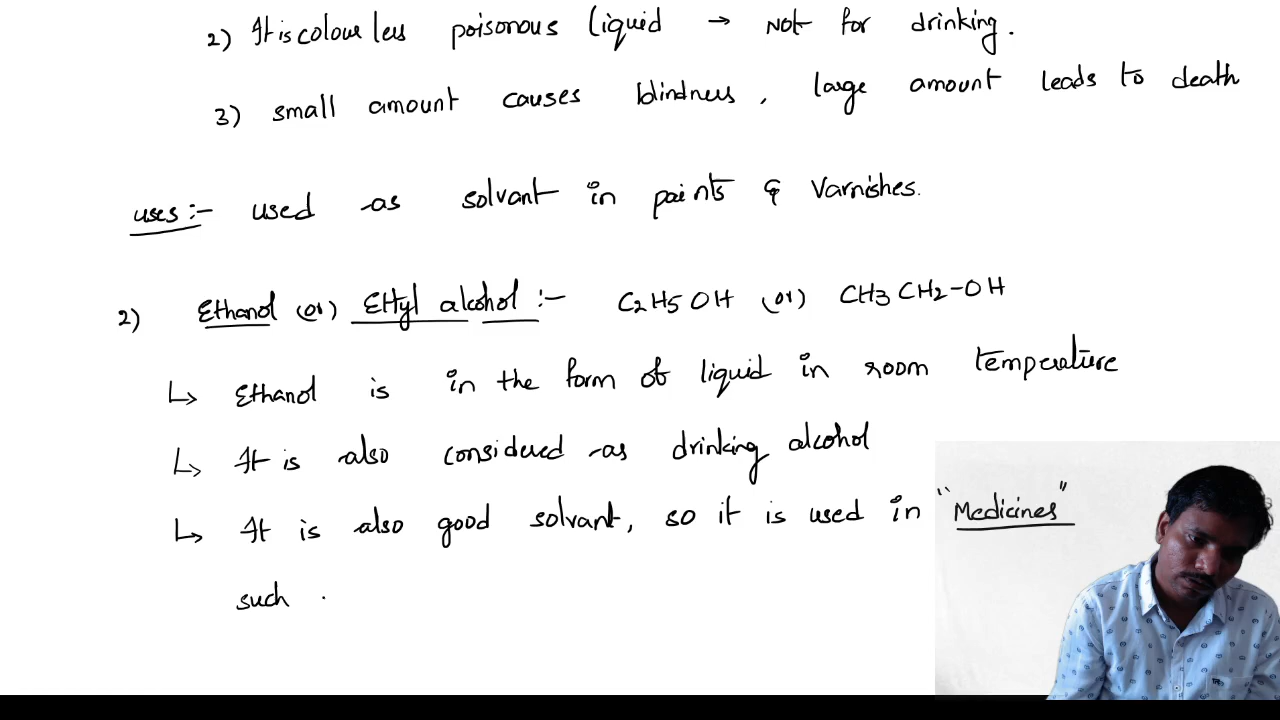 2) It is colour less poisonous liquid → Not for drinking.
3) small amount causes blindness, large amount leads to death
uses :- used as solvant in paints & Varnishes.
2) Ethanol (or) Ethyl alcohol :- C2H5OH (or) CH3CH2-OH
↳ Ethanol is in the form of liquid in room temperature
↳ It is also considered as drinking alcohol
↳ It is also good solvant, so it is used in "Medicines"
such